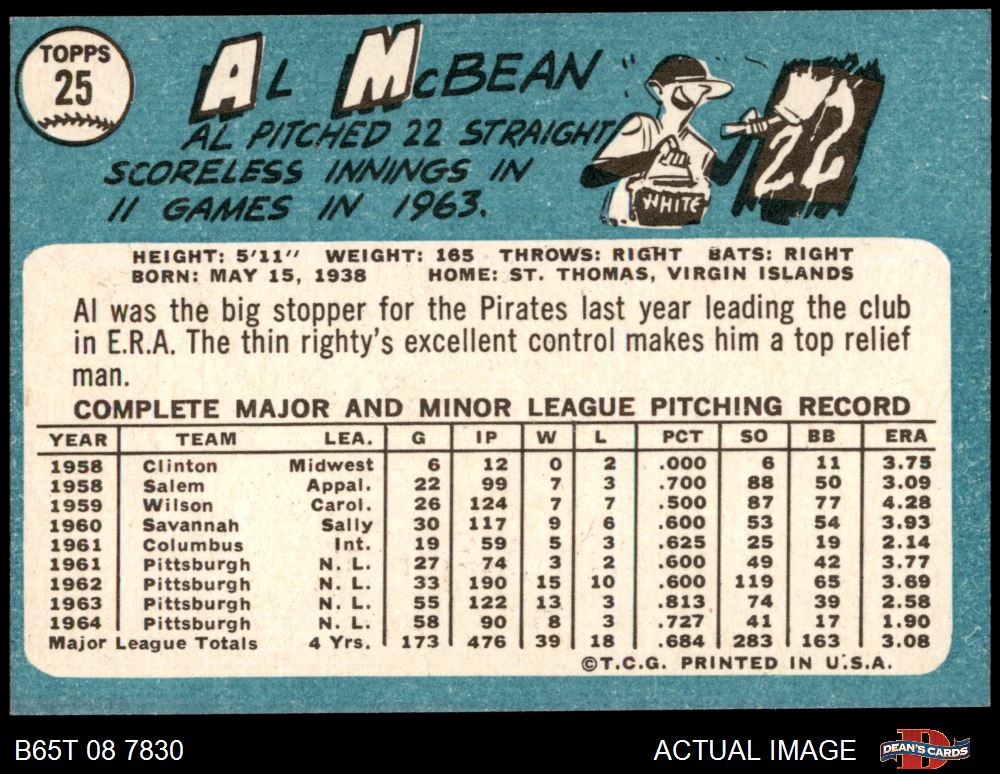 TOPPS
25
AL McBEAN
AL PITCHED 22 STRAIGHT
SCORELESS INNINGS IN
11 GAMES IN 1963.
WHITE
22
HEIGHT: 5'11" WEIGHT: 165 THROWS: RIGHT BATS: RIGHT
BORN: MAY 15, 1938 HOME: ST. THOMAS, VIRGIN ISLANDS
Al was the big stopper for the Pirates last year leading the club
in E.R.A. The thin righty's excellent control makes him a top relief
man.
COMPLETE MAJOR AND MINOR LEAGUE PITCHING RECORD
YEAR TEAM LEA. G IP W L PCT SO BB ERA
1958 Clinton Midwest 6 12 0 2 .000 6 11 3.75
1958 Salem Appal. 22 99 7 3 .700 88 50 3.09
1959 Wilson Carol. 26 124 7 7 .500 87 77 4.28
1960 Savannah Sally 30 117 9 6 .600 53 54 3.93
1961 Columbus Int. 19 59 5 3 .625 25 19 2.14
1961 Pittsburgh N. L. 27 74 3 2 .600 49 42 3.77
1962 Pittsburgh N. L. 33 190 15 10 .600 119 65 3.69
1963 Pittsburgh N. L. 55 122 13 3 .813 74 39 2.58
1964 Pittsburgh N. L. 58 90 8 3 .727 41 17 1.90
Major League Totals 4 Yrs. 173 476 39 18 .684 283 163 3.08
©T.C.G. PRINTED IN U.S.A.
B65T 08 7830 ACTUAL IMAGE DEAN'S CARDS